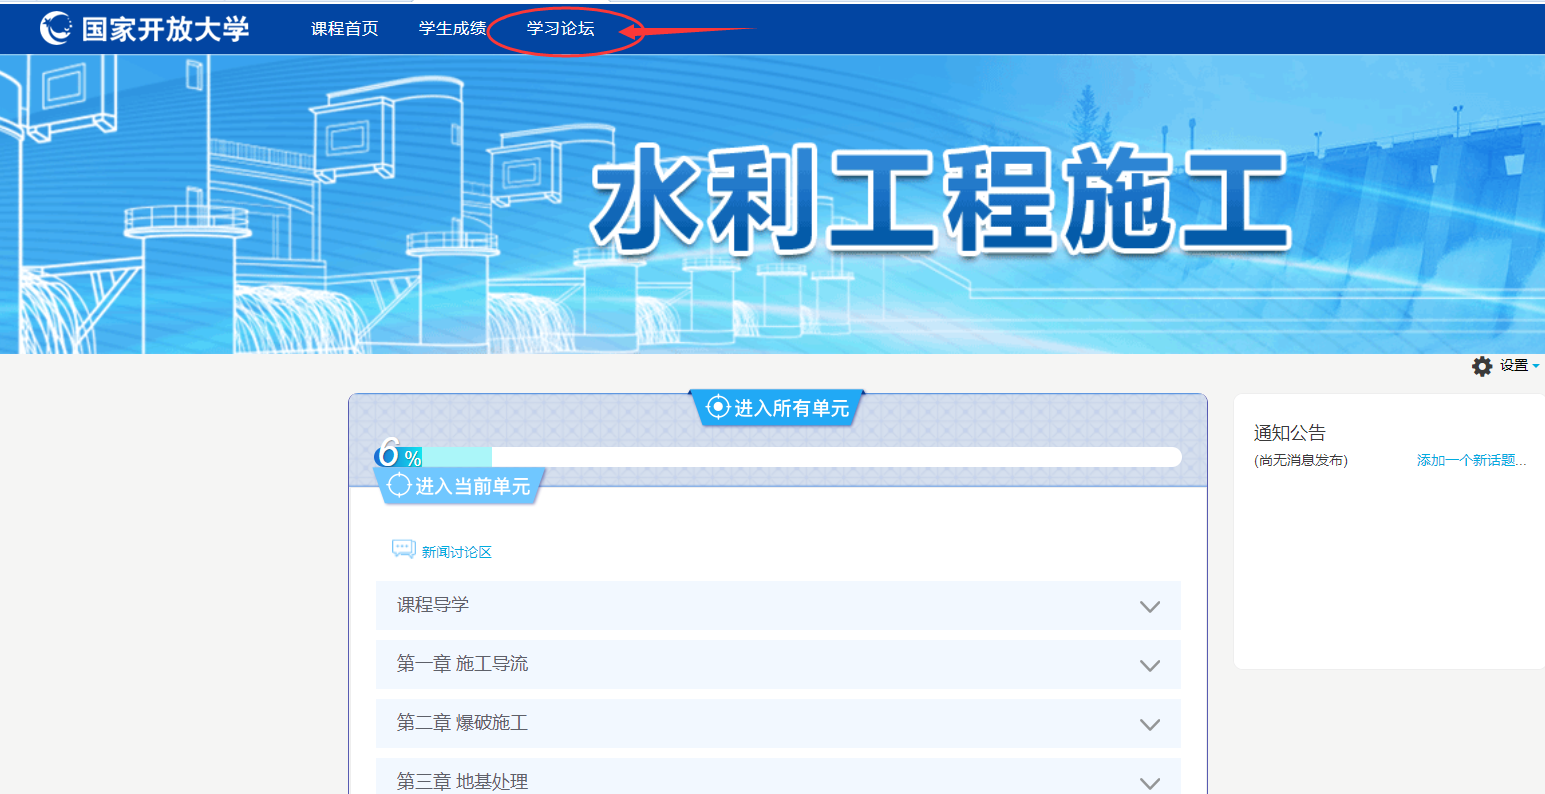 国家开放大学 课程首页 学生成绩 学习论坛
水利工程施工
设置
进入所有单元
6%
进入当前单元
新闻讨论区
课程导学
第一章 施工导流
第二章 爆破施工
第三章 地基处理
通知公告
(尚无消息发布) 添加一个新话题...